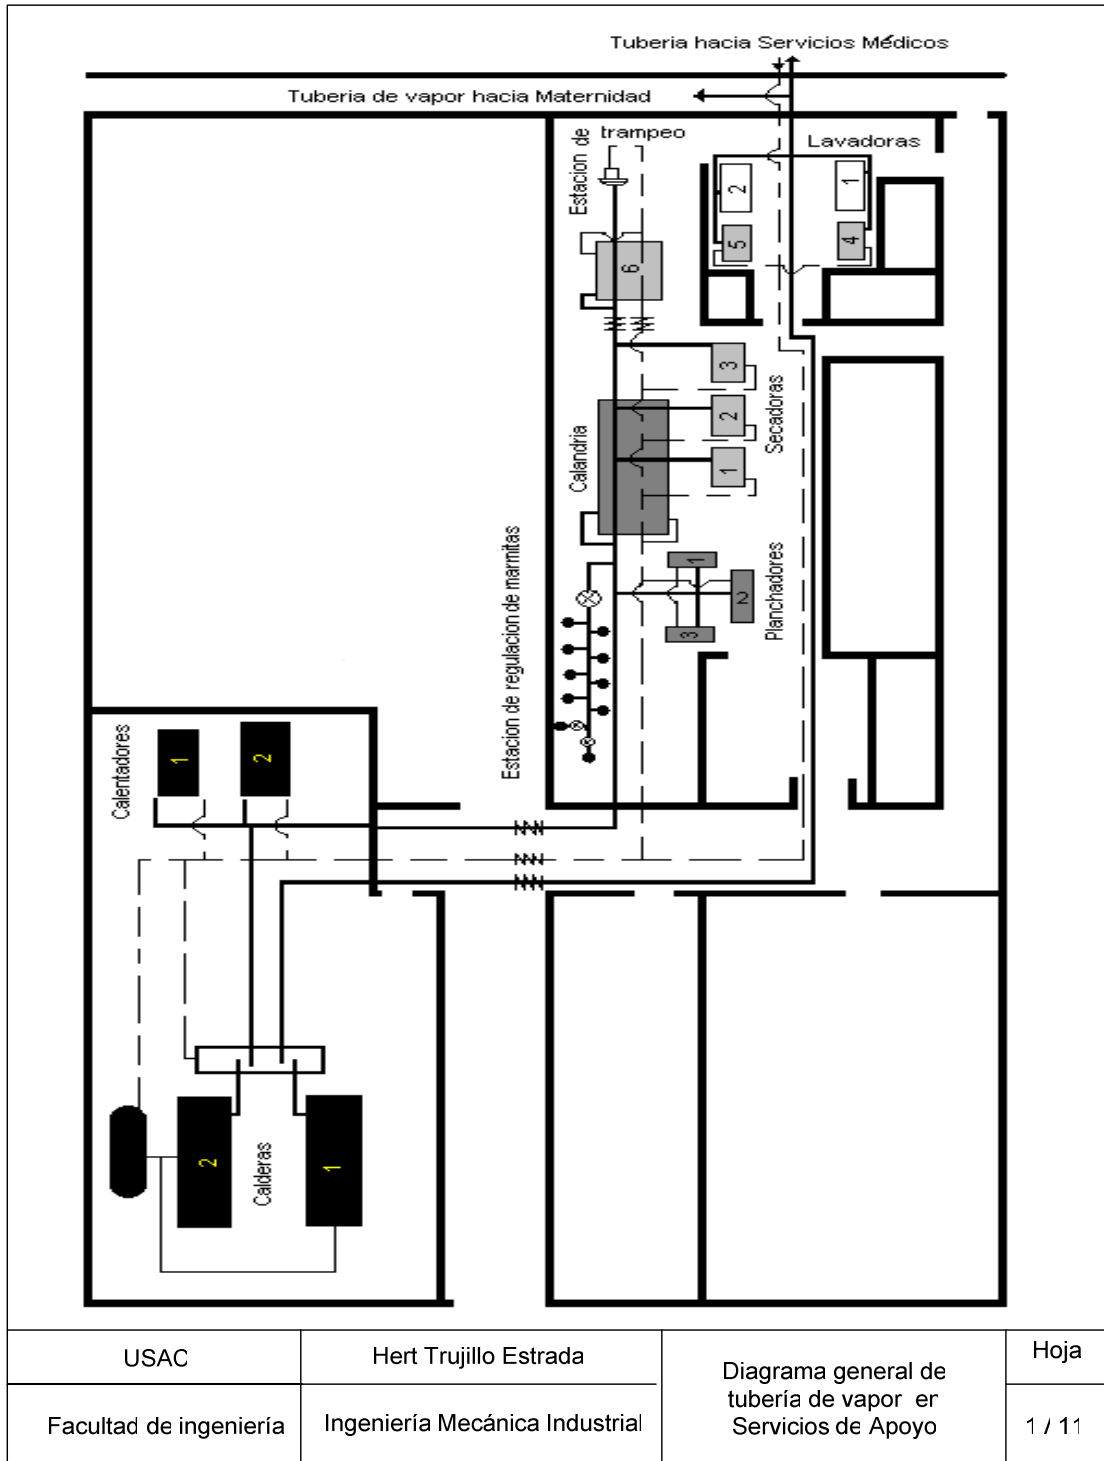 Tuberia hacia Servicios Médicos
Tuberia de vapor hacia Maternidad
Estacion de trampeo
Lavadoras
2
1
5
4
6
3
2
1
Secadoras
Calandria
Estacion de regulacion de marmitas
1
2
3
Planchadores
Calentadores
1
2
2
Calderas
1
USAC
Hert Trujillo Estrada
Diagrama general de
tubería de vapor en
Servicios de Apoyo
Hoja
Facultad de ingeniería
Ingeniería Mecánica Industrial
1 / 11